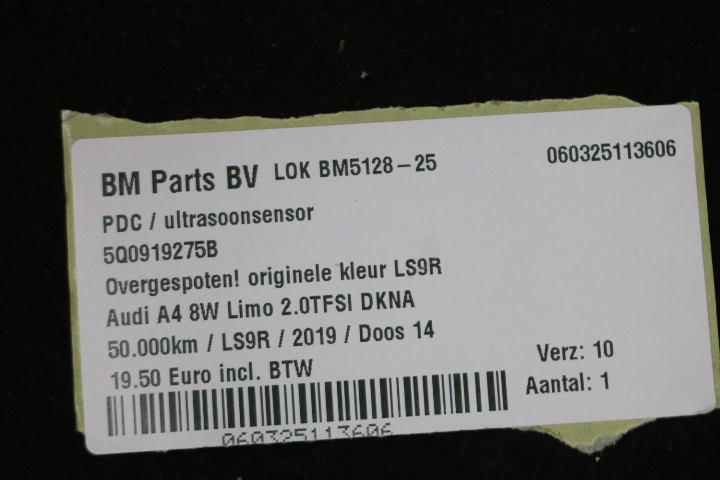 BM Parts BV LOK BM5128-25 060325113606
PDC / ultrasoonsensor
5Q0919275B
Overgespoten! originele kleur LS9R
Audi A4 8W Limo 2.0TFSI DKNA
50.000km / LS9R / 2019 / Doos 14
19.50 Euro incl. BTW
Verz: 10
Aantal: 1
060325113606